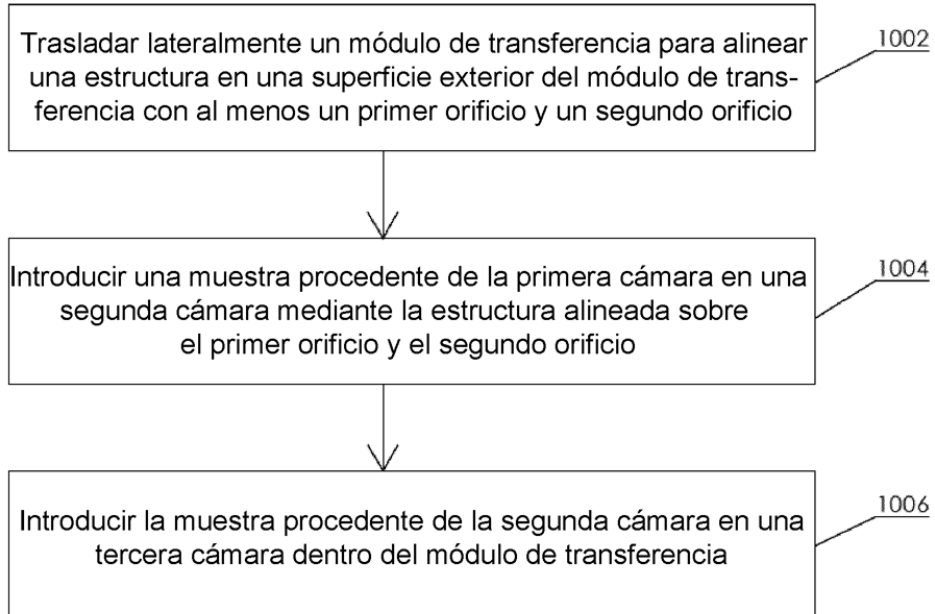 Trasladar lateralmente un módulo de transferencia para alinear
una estructura en una superficie exterior del módulo de trans-
ferencia con al menos un primer orificio y un segundo orificio
1002
Introducir una muestra procedente de la primera cámara en una
segunda cámara mediante la estructura alineada sobre
el primer orificio y el segundo orificio
1004
Introducir la muestra procedente de la segunda cámara en una
tercera cámara dentro del módulo de transferencia
1006